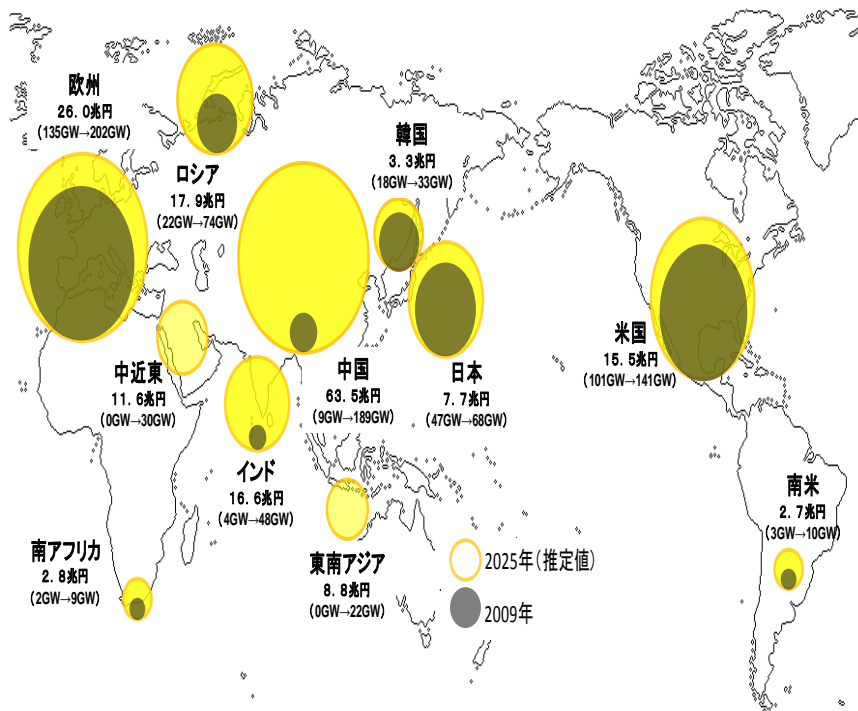 欧州
26.0兆円
(135GW→202GW)
ロシア
17.9兆円
(22GW→74GW)
韓国
3.3兆円
(18GW→33GW)
中近東
11.6兆円
(0GW→30GW)
中国
63.5兆円
(9GW→189GW)
日本
7.7兆円
(47GW→68GW)
米国
15.5兆円
(101GW→141GW)
インド
16.6兆円
(4GW→48GW)
南アフリカ
2.8兆円
(2GW→9GW)
東南アジア
8.8兆円
(0GW→22GW)
南米
2.7兆円
(3GW→10GW)
2025年(推定値)
2009年